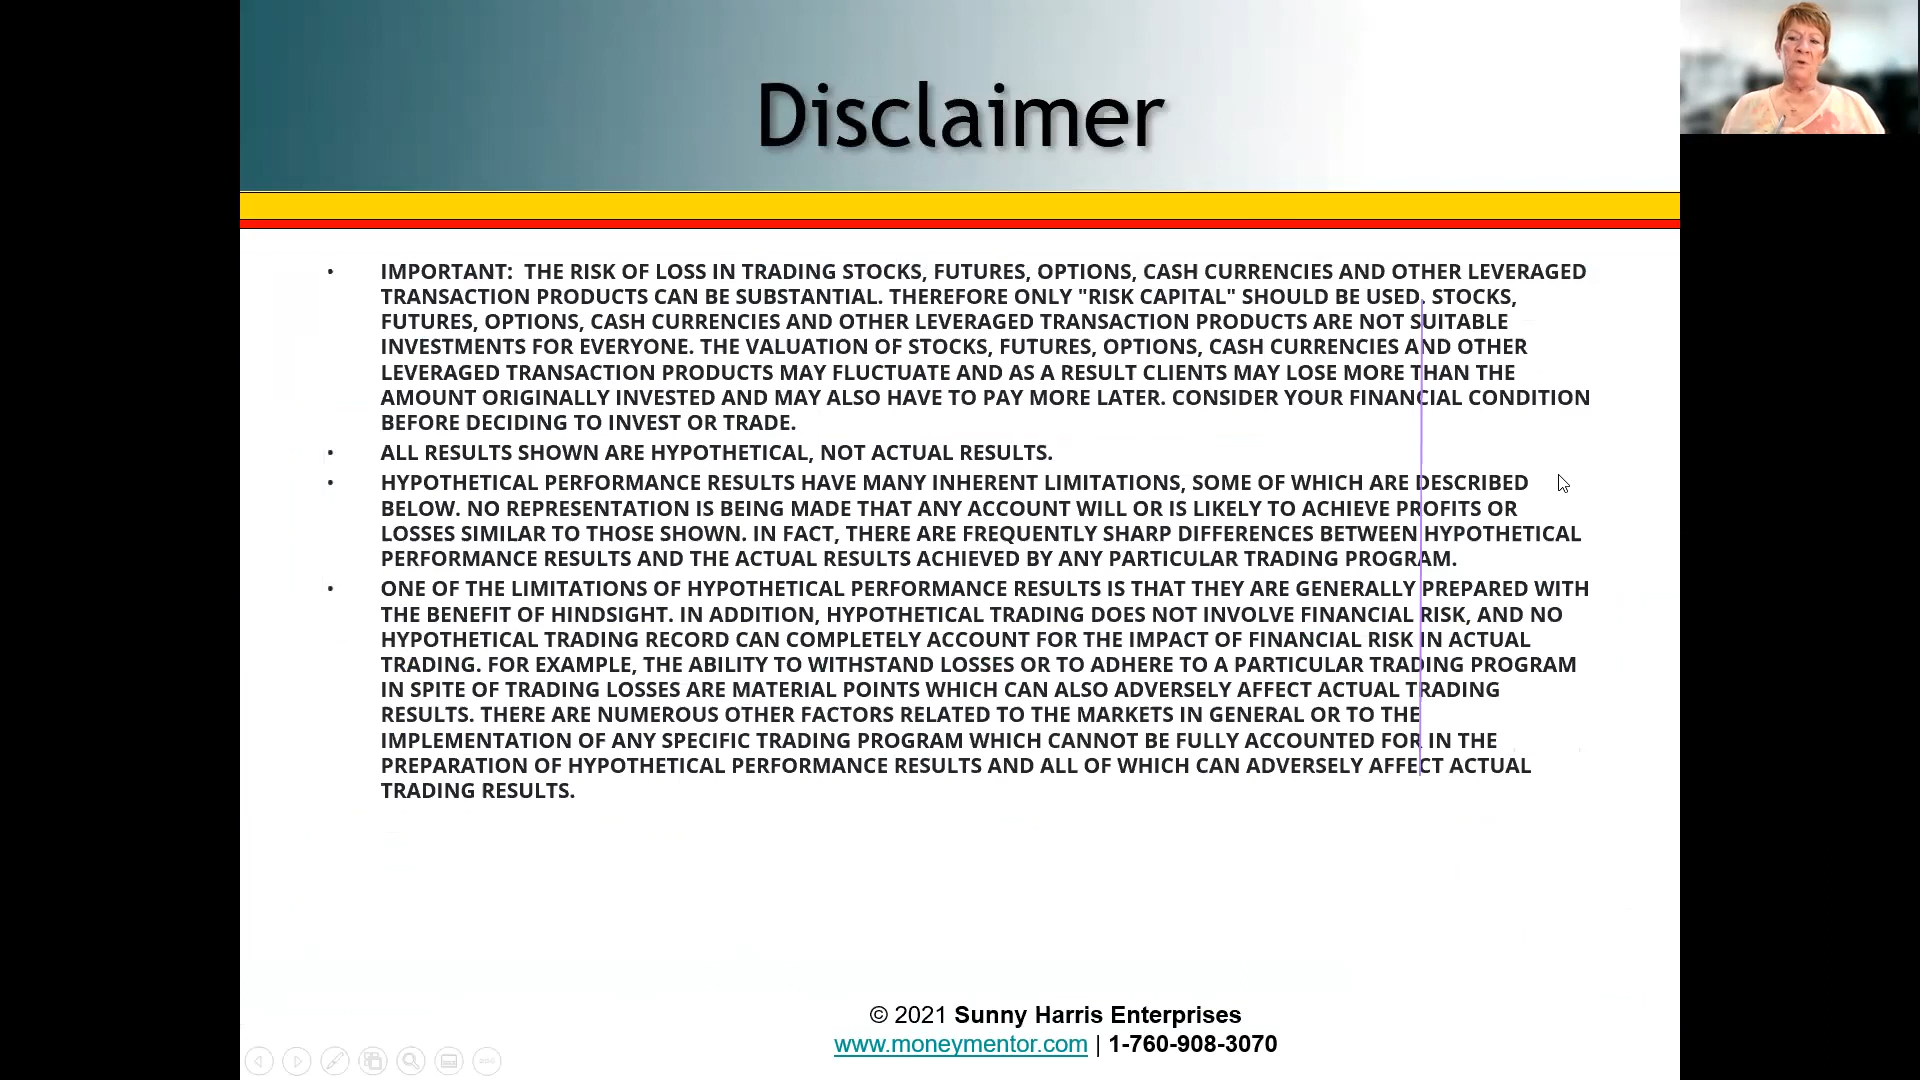 Disclaimer
• IMPORTANT:  THE RISK OF LOSS IN TRADING STOCKS, FUTURES, OPTIONS, CASH CURRENCIES AND OTHER LEVERAGED
TRANSACTION PRODUCTS CAN BE SUBSTANTIAL. THEREFORE ONLY "RISK CAPITAL" SHOULD BE USED. STOCKS,
FUTURES, OPTIONS, CASH CURRENCIES AND OTHER LEVERAGED TRANSACTION PRODUCTS ARE NOT SUITABLE
INVESTMENTS FOR EVERYONE. THE VALUATION OF STOCKS, FUTURES, OPTIONS, CASH CURRENCIES AND OTHER
LEVERAGED TRANSACTION PRODUCTS MAY FLUCTUATE AND AS A RESULT CLIENTS MAY LOSE MORE THAN THE
AMOUNT ORIGINALLY INVESTED AND MAY ALSO HAVE TO PAY MORE LATER. CONSIDER YOUR FINANCIAL CONDITION
BEFORE DECIDING TO INVEST OR TRADE.
• ALL RESULTS SHOWN ARE HYPOTHETICAL, NOT ACTUAL RESULTS.
• HYPOTHETICAL PERFORMANCE RESULTS HAVE MANY INHERENT LIMITATIONS, SOME OF WHICH ARE DESCRIBED
BELOW. NO REPRESENTATION IS BEING MADE THAT ANY ACCOUNT WILL OR IS LIKELY TO ACHIEVE PROFITS OR
LOSSES SIMILAR TO THOSE SHOWN. IN FACT, THERE ARE FREQUENTLY SHARP DIFFERENCES BETWEEN HYPOTHETICAL
PERFORMANCE RESULTS AND THE ACTUAL RESULTS ACHIEVED BY ANY PARTICULAR TRADING PROGRAM.
• ONE OF THE LIMITATIONS OF HYPOTHETICAL PERFORMANCE RESULTS IS THAT THEY ARE GENERALLY PREPARED WITH
THE BENEFIT OF HINDSIGHT. IN ADDITION, HYPOTHETICAL TRADING DOES NOT INVOLVE FINANCIAL RISK, AND NO
HYPOTHETICAL TRADING RECORD CAN COMPLETELY ACCOUNT FOR THE IMPACT OF FINANCIAL RISK IN ACTUAL
TRADING. FOR EXAMPLE, THE ABILITY TO WITHSTAND LOSSES OR TO ADHERE TO A PARTICULAR TRADING PROGRAM
IN SPITE OF TRADING LOSSES ARE MATERIAL POINTS WHICH CAN ALSO ADVERSELY AFFECT ACTUAL TRADING
RESULTS. THERE ARE NUMEROUS OTHER FACTORS RELATED TO THE MARKETS IN GENERAL OR TO THE
IMPLEMENTATION OF ANY SPECIFIC TRADING PROGRAM WHICH CANNOT BE FULLY ACCOUNTED FOR IN THE
PREPARATION OF HYPOTHETICAL PERFORMANCE RESULTS AND ALL OF WHICH CAN ADVERSELY AFFECT ACTUAL
TRADING RESULTS.
© 2021 Sunny Harris Enterprises
www.moneymentor.com | 1-760-908-3070